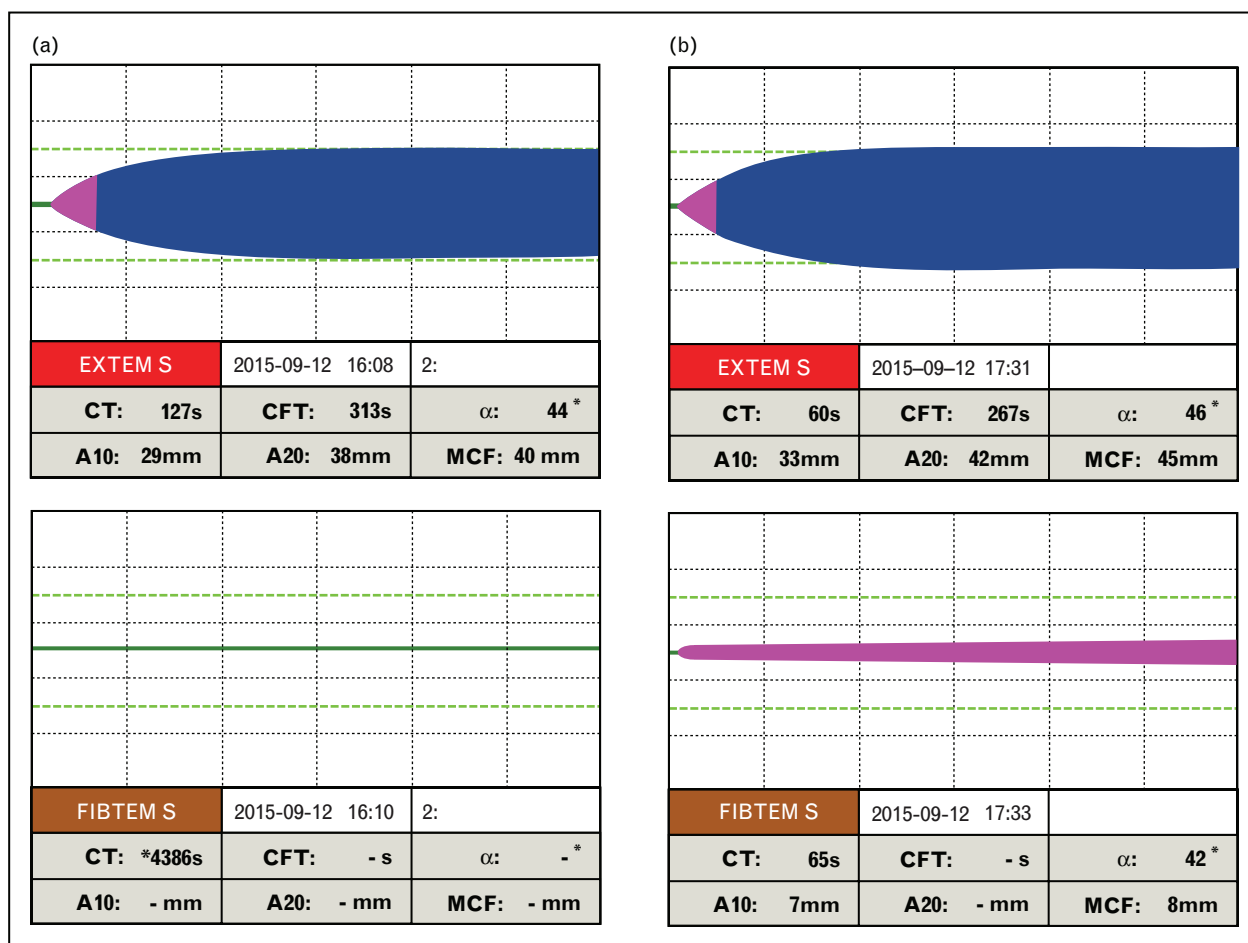 (a)
EXTEM S 2015-09-12 16:08 2:
CT: 127s CFT: 313s α: 44*
A10: 29mm A20: 38mm MCF: 40 mm
FIBTEM S 2015-09-12 16:10 2:
CT: *4386s CFT: - s α: -*
A10: - mm A20: - mm MCF: - mm
(b)
EXTEM S 2015–09–12 17:31
CT: 60s CFT: 267s α: 46*
A10: 33mm A20: 42mm MCF: 45mm
FIBTEM S 2015-09-12 17:33
CT: 65s CFT: - s α: 42*
A10: 7mm A20: - mm MCF: 8mm